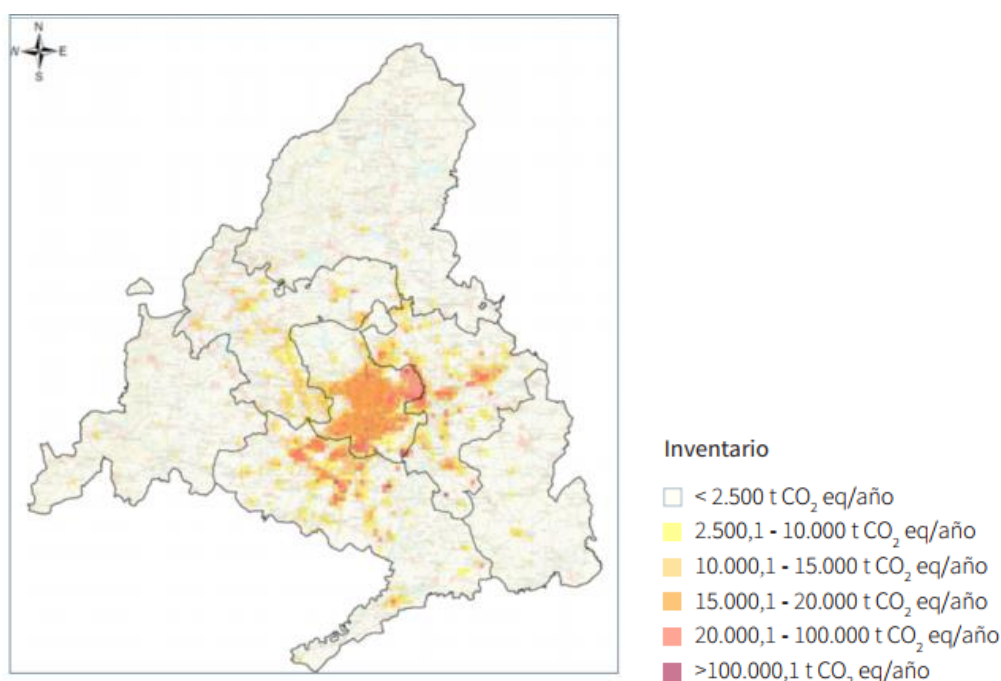 N
W E
S
Inventario
< 2.500 t CO₂ eq/año
2.500,1 - 10.000 t CO₂ eq/año
10.000,1 - 15.000 t CO₂ eq/año
15.000,1 - 20.000 t CO₂ eq/año
20.000,1 - 100.000 t CO₂ eq/año
>100.000,1 t CO₂ eq/año